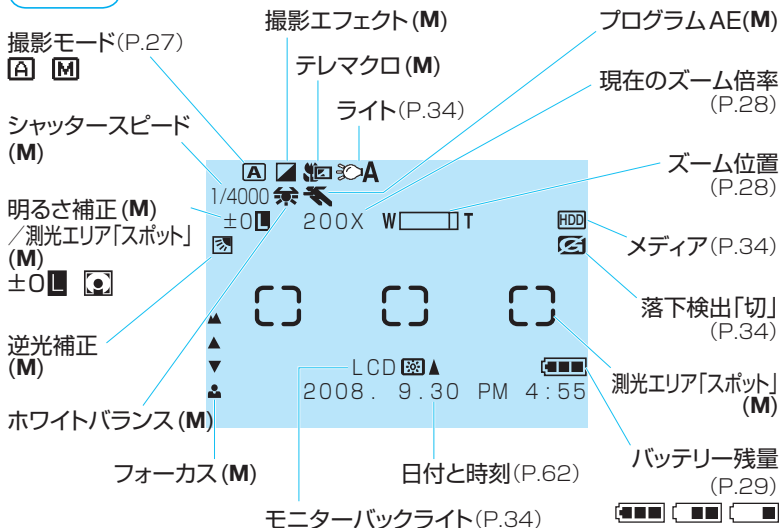 撮影エフェクト(M)
プログラムAE(M)
撮影モード(P.27)
A M
テレマクロ(M)
現在のズーム倍率
(P.28)
ライト(P.34)
シャッタースピード
(M)
ズーム位置
(P.28)
A A
1/4000
明るさ補正(M)
/測光エリア「スポット」
(M)
±0L
±0L 200X W T HDD
メディア(P.34)
落下検出「切」
(P.34)
逆光補正
(M)
LCD
測光エリア「スポット」
(M)
2008. 9.30 PM 4:55
ホワイトバランス(M)
フォーカス(M)
日付と時刻(P.62)
バッテリー残量
(P.29)
モニターバックライト(P.34)